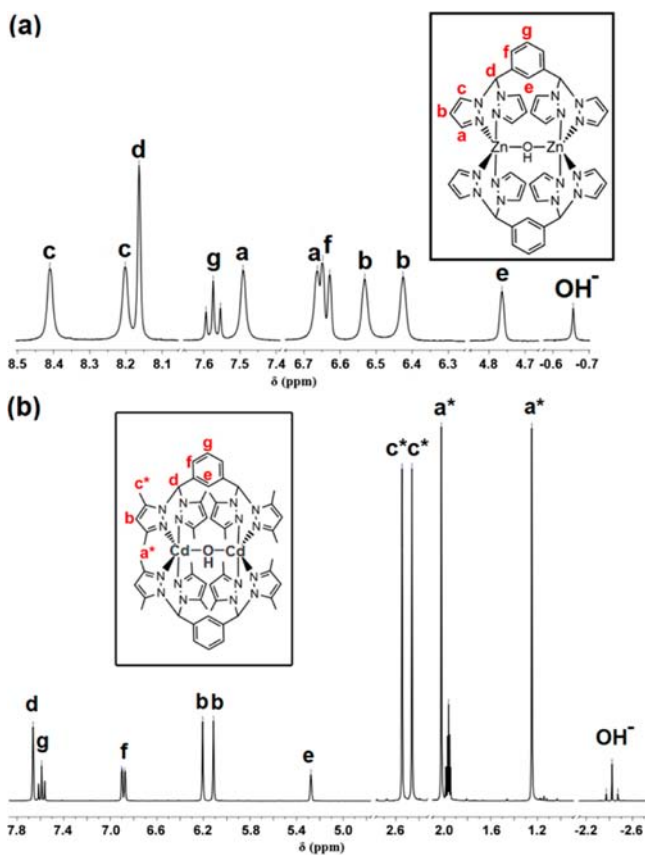 (a)
g
f
d
e
c
b
a
N N N N N N N N
Zn O Zn
H
N N N N N N N N
d
c c g a a f b b e OH-
8.5 8.4 8.3 8.2 8.1 7.6 7.5 7.4 6.7 6.6 6.5 6.4 6.3 4.8 4.7 -0.6 -0.7
δ (ppm)
(b)
g
f
d
e
c*
b
a*
N N N N N N N N
Cd O Cd
H
N N N N N N N N
a* a*
c* c*
d g f b b e OH-
7.8 7.4 7.0 6.6 6.2 5.8 5.4 5.0 2.6 2.0 1.6 1.2 -2.2 -2.6
δ (ppm)